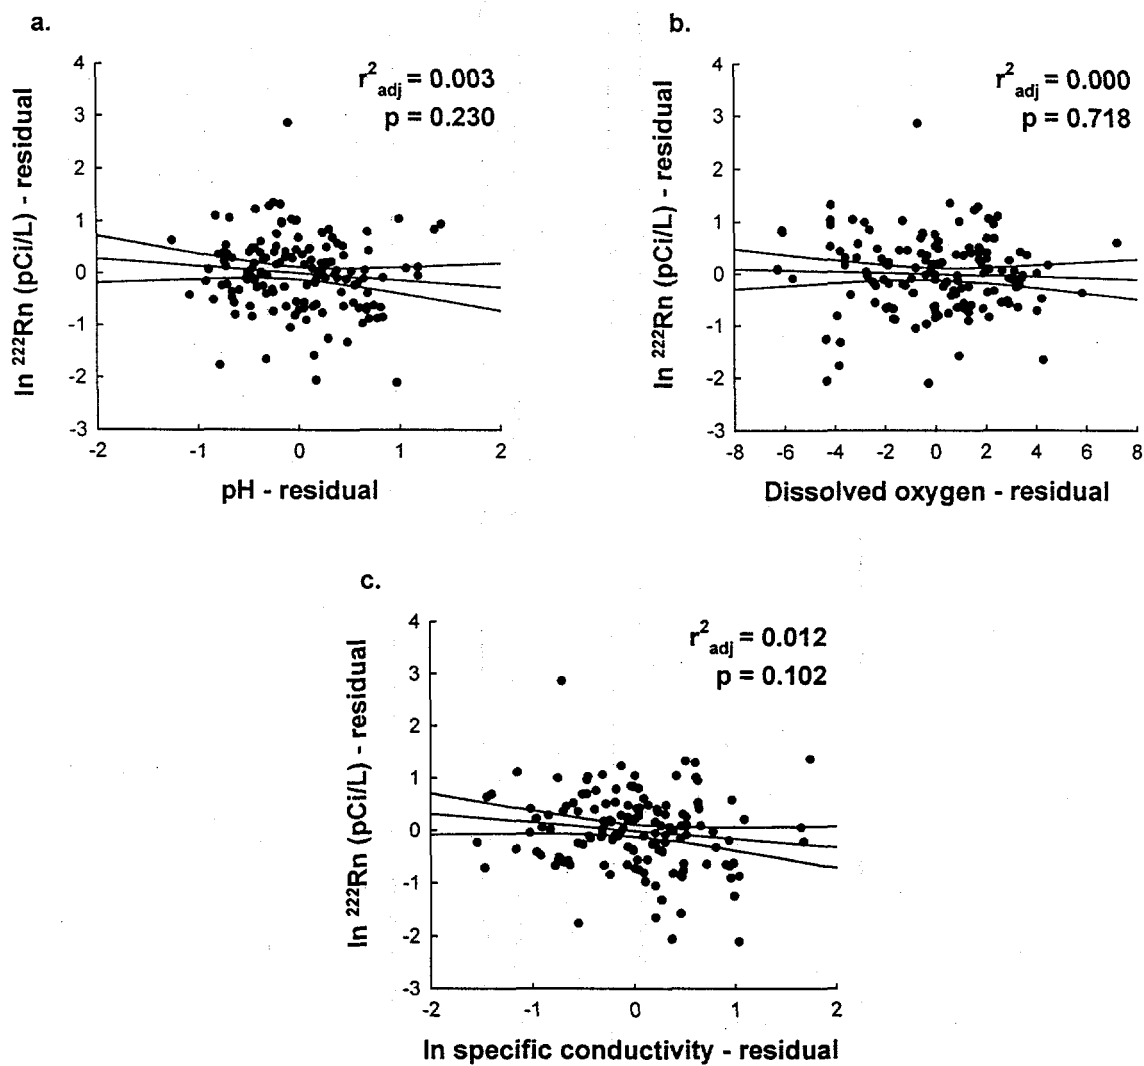 a.
r²adj = 0.003
p = 0.230
ln ²²²Rn (pCi/L) - residual
4
3
2
1
0
-1
-2
-3
-2
-1
0
1
2
pH - residual
b.
r²adj = 0.000
p = 0.718
ln ²²²Rn (pCi/L) - residual
4
3
2
1
0
-1
-2
-3
-8
-6
-4
-2
0
2
4
6
8
Dissolved oxygen - residual
c.
r²adj = 0.012
p = 0.102
ln ²²²Rn (pCi/L) - residual
4
3
2
1
0
-1
-2
-3
-2
-1
0
1
2
ln specific conductivity - residual